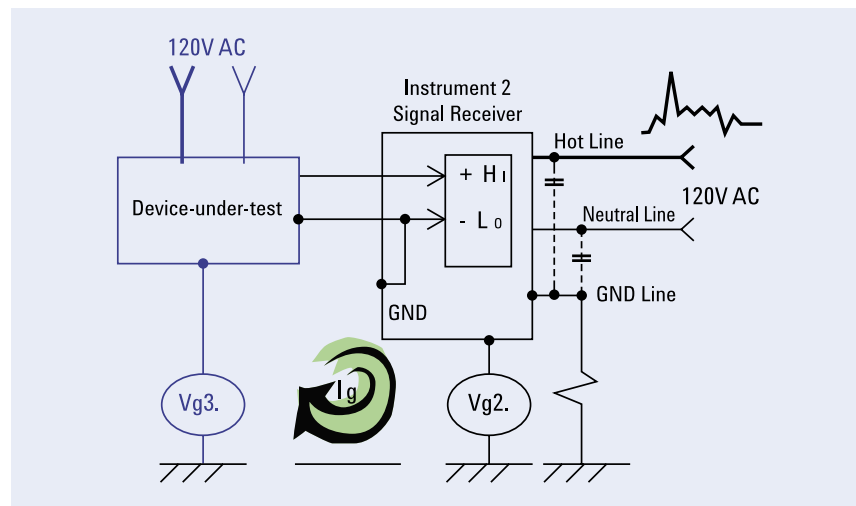 120V AC
Instrument 2
Signal Receiver
Hot Line
+ HI
Device-under-test
120V AC
- LO
Neutral Line
GND
GND Line
Ig
Vg3.
Vg2.